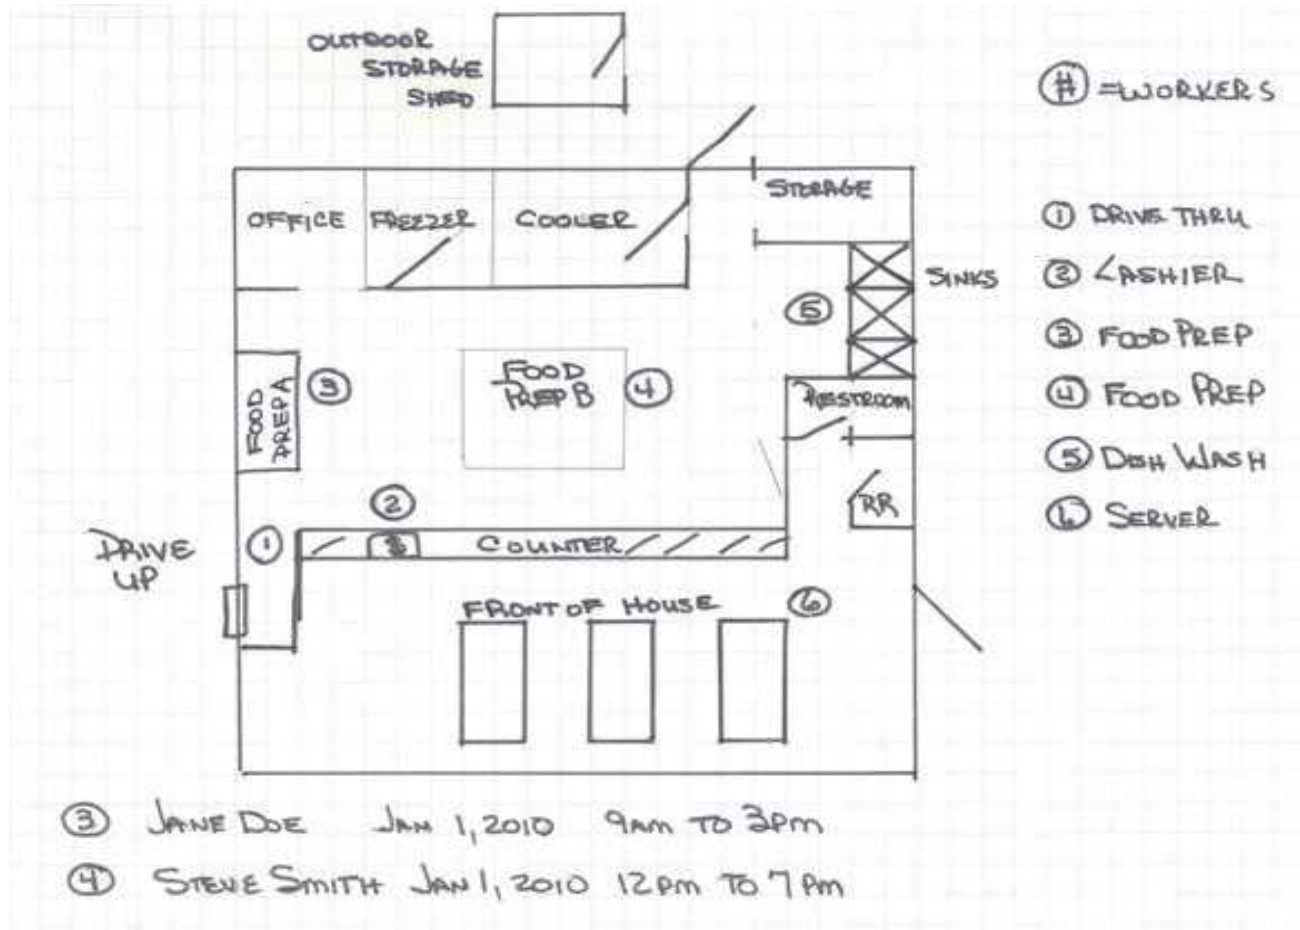 OUTDOOR
STORAGE
SHED
# = WORKERS
OFFICE
FREEZER
COOLER
STORAGE
SINKS
① DRIVE THRU
② CASHIER
③ FOOD PREP
④ FOOD PREP
⑤ DISH WASH
⑥ SERVER
⑤
FOOD
PREP A
③
FOOD
PREP B
④
RESTROOM
②
RR
DRIVE
UP
①
$
COUNTER
FRONT OF HOUSE
⑥
③ JANE DOE JAN 1, 2010 9AM TO 3PM
④ STEVE SMITH JAN 1, 2010 12PM TO 7PM